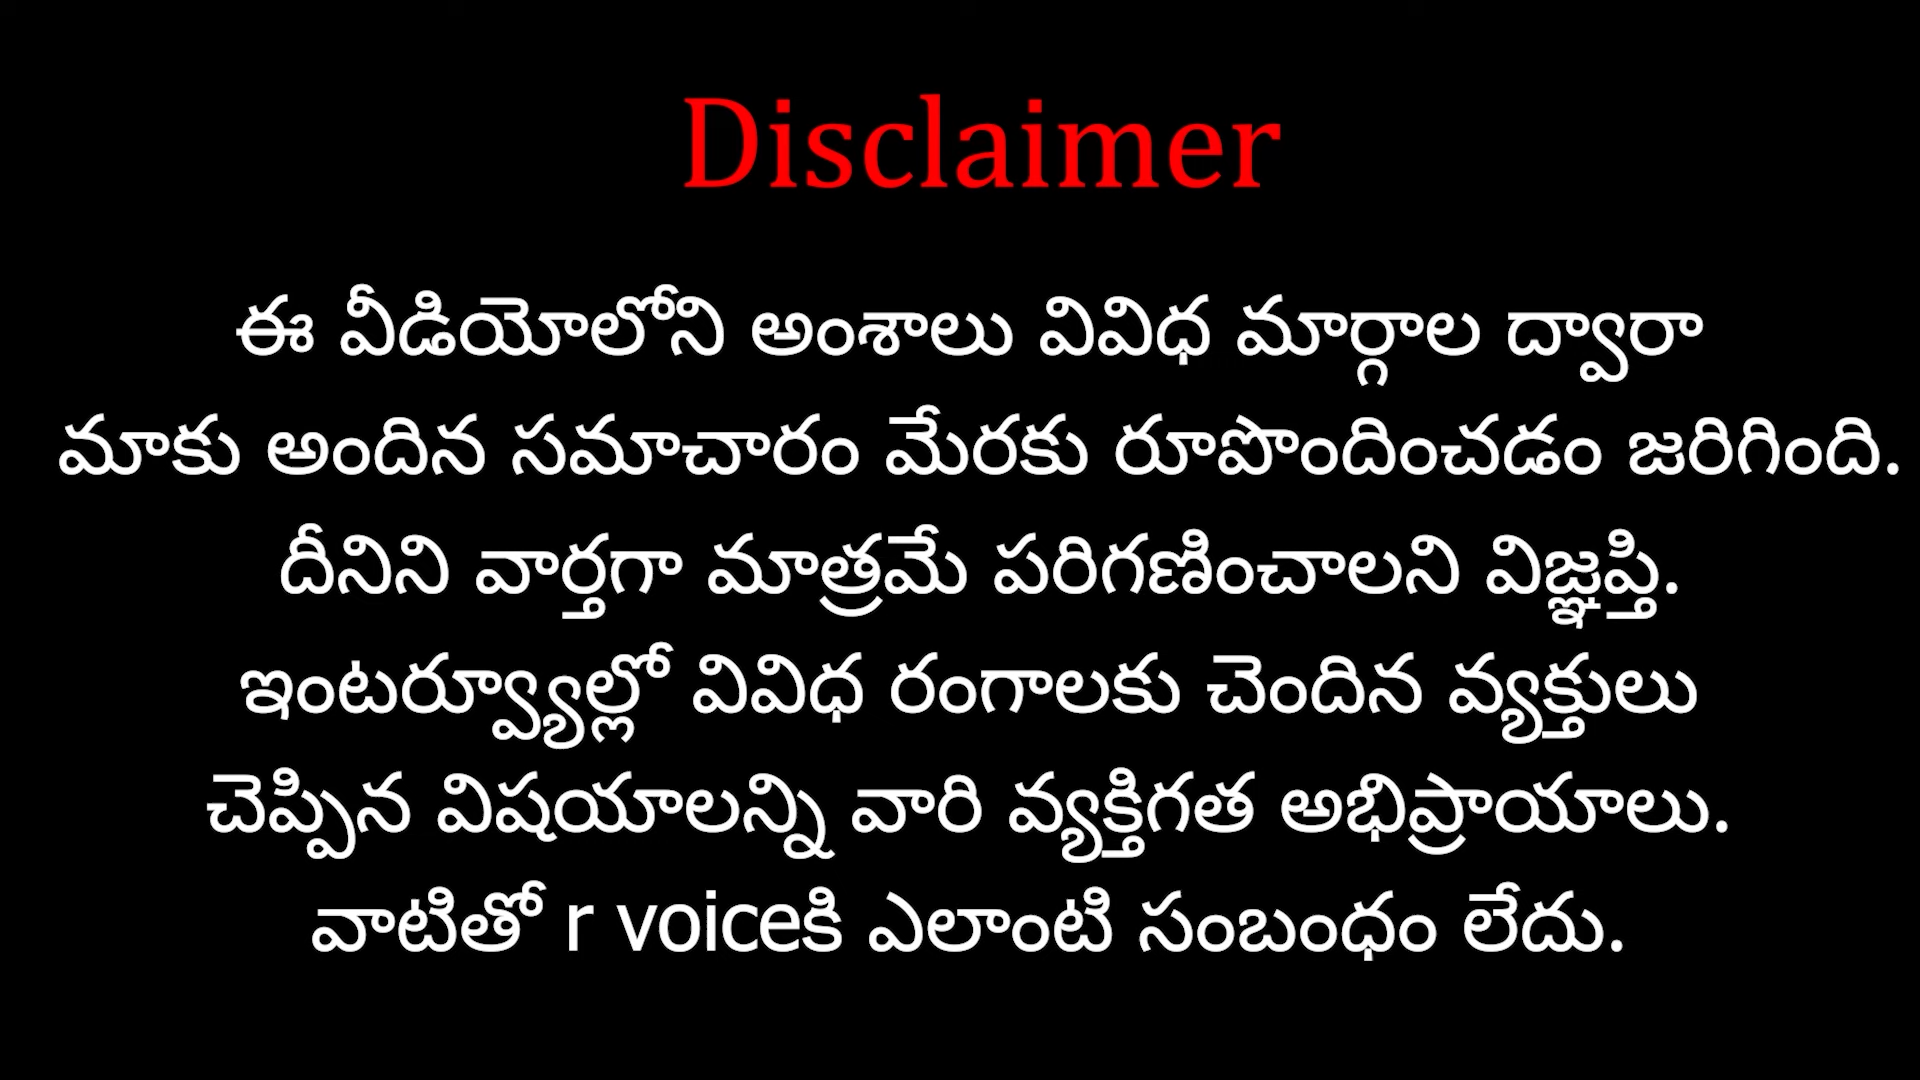 Disclaimer
ఈ వీడియోలోని అంశాలు వివిధ మార్గాల ద్వారా
మాకు అందిన సమాచారం మేరకు రూపొందించడం జరిగింది.
దీనిని వార్తగా మాత్రమే పరిగణించాలని విజ్ఞప్తి.
ఇంటర్వ్యూల్లో వివిధ రంగాలకు చెందిన వ్యక్తులు
చెప్పిన విషయాలన్ని వారి వ్యక్తిగత అభిప్రాయాలు.
వాటితో r voiceకి ఎలాంటి సంబంధం లేదు.